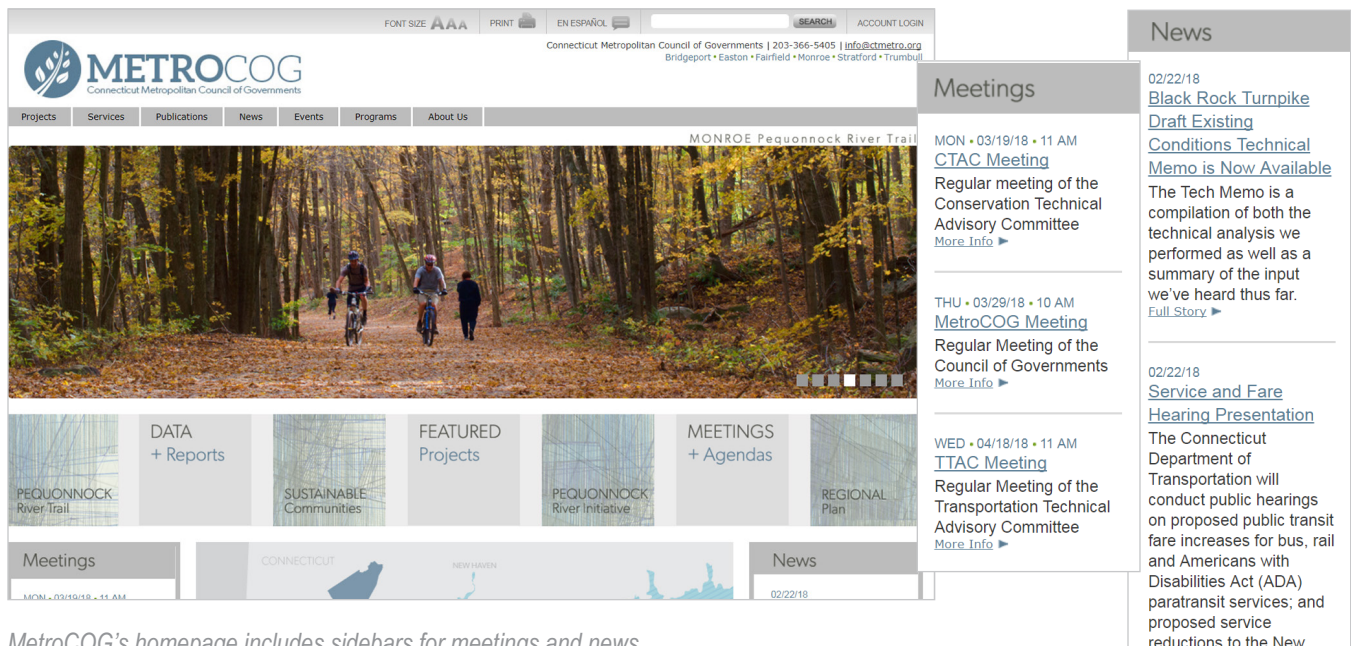 FONT SIZE AAA
PRINT
EN ESPAÑOL
SEARCH
ACCOUNT LOGIN
METROCOG
Connecticut Metropolitan Council of Governments
Connecticut Metropolitan Council of Governments | 203-366-5405 | info@ctmetro.org
Bridgeport • Easton • Fairfield • Monroe • Stratford • Trumbull
Projects
Services
Publications
News
Events
Programs
About Us
MONROE Pequonnock River Trail
PEQUONNOCK
River Trail
DATA
+ Reports
SUSTAINABLE
Communities
FEATURED
Projects
PEQUONNOCK
River Initiative
MEETINGS
+ Agendas
REGIONAL
Plan
Meetings
MON • 03/19/18 • 11 AM
CONNECTICUT
NEW HAVEN
News
02/22/18
Meetings
MON • 03/19/18 • 11 AM
CTAC Meeting
Regular meeting of the
Conservation Technical
Advisory Committee
More Info ►
THU • 03/29/18 • 10 AM
MetroCOG Meeting
Regular Meeting of the
Council of Governments
More Info ►
WED • 04/18/18 • 11 AM
TTAC Meeting
Regular Meeting of the
Transportation Technical
Advisory Committee
More Info ►
News
02/22/18
Black Rock Turnpike
Draft Existing
Conditions Technical
Memo is Now Available
The Tech Memo is a
compilation of both the
technical analysis we
performed as well as a
summary of the input
we've heard thus far.
Full Story ►
02/22/18
Service and Fare
Hearing Presentation
The Connecticut
Department of
Transportation will
conduct public hearings
on proposed public transit
fare increases for bus, rail
and Americans with
Disabilities Act (ADA)
paratransit services; and
proposed service
reductions to the New
MetroCOG's homepage includes sidebars for meetings and news